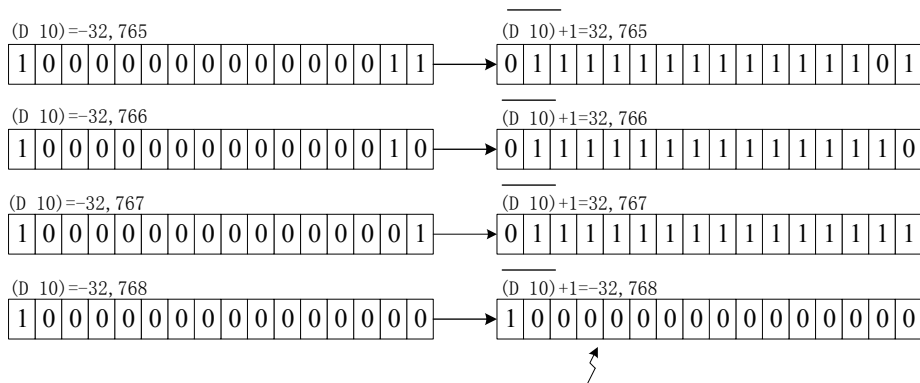 (D 10)=-32,765 (D 10)+1=32,765
1 0 0 0 0 0 0 0 0 0 0 0 0 0 1 1 0 1 1 1 1 1 1 1 1 1 1 1 1 1 0 1
(D 10)=-32,766 (D 10)+1=32,766
1 0 0 0 0 0 0 0 0 0 0 0 0 0 1 0 0 1 1 1 1 1 1 1 1 1 1 1 1 1 1 0
(D 10)=-32,767 (D 10)+1=32,767
1 0 0 0 0 0 0 0 0 0 0 0 0 0 0 1 0 1 1 1 1 1 1 1 1 1 1 1 1 1 1 1
(D 10)=-32,768 (D 10)+1=-32,768
1 0 0 0 0 0 0 0 0 0 0 0 0 0 0 0 1 0 0 0 0 0 0 0 0 0 0 0 0 0 0 0